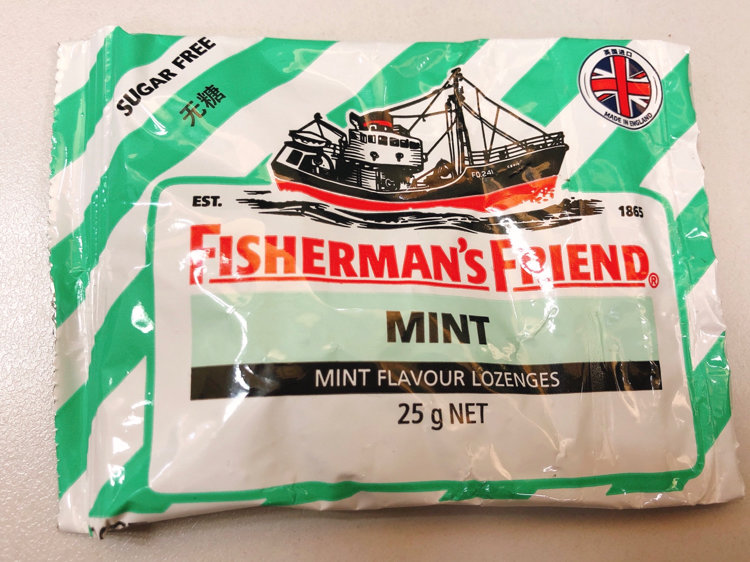 SUGAR FREE
无糖
英国进口
MADE IN ENGLAND
FD 241
EST. 1865
FISHERMAN'S FRIEND®
MINT
MINT FLAVOUR LOZENGES
25 g NET